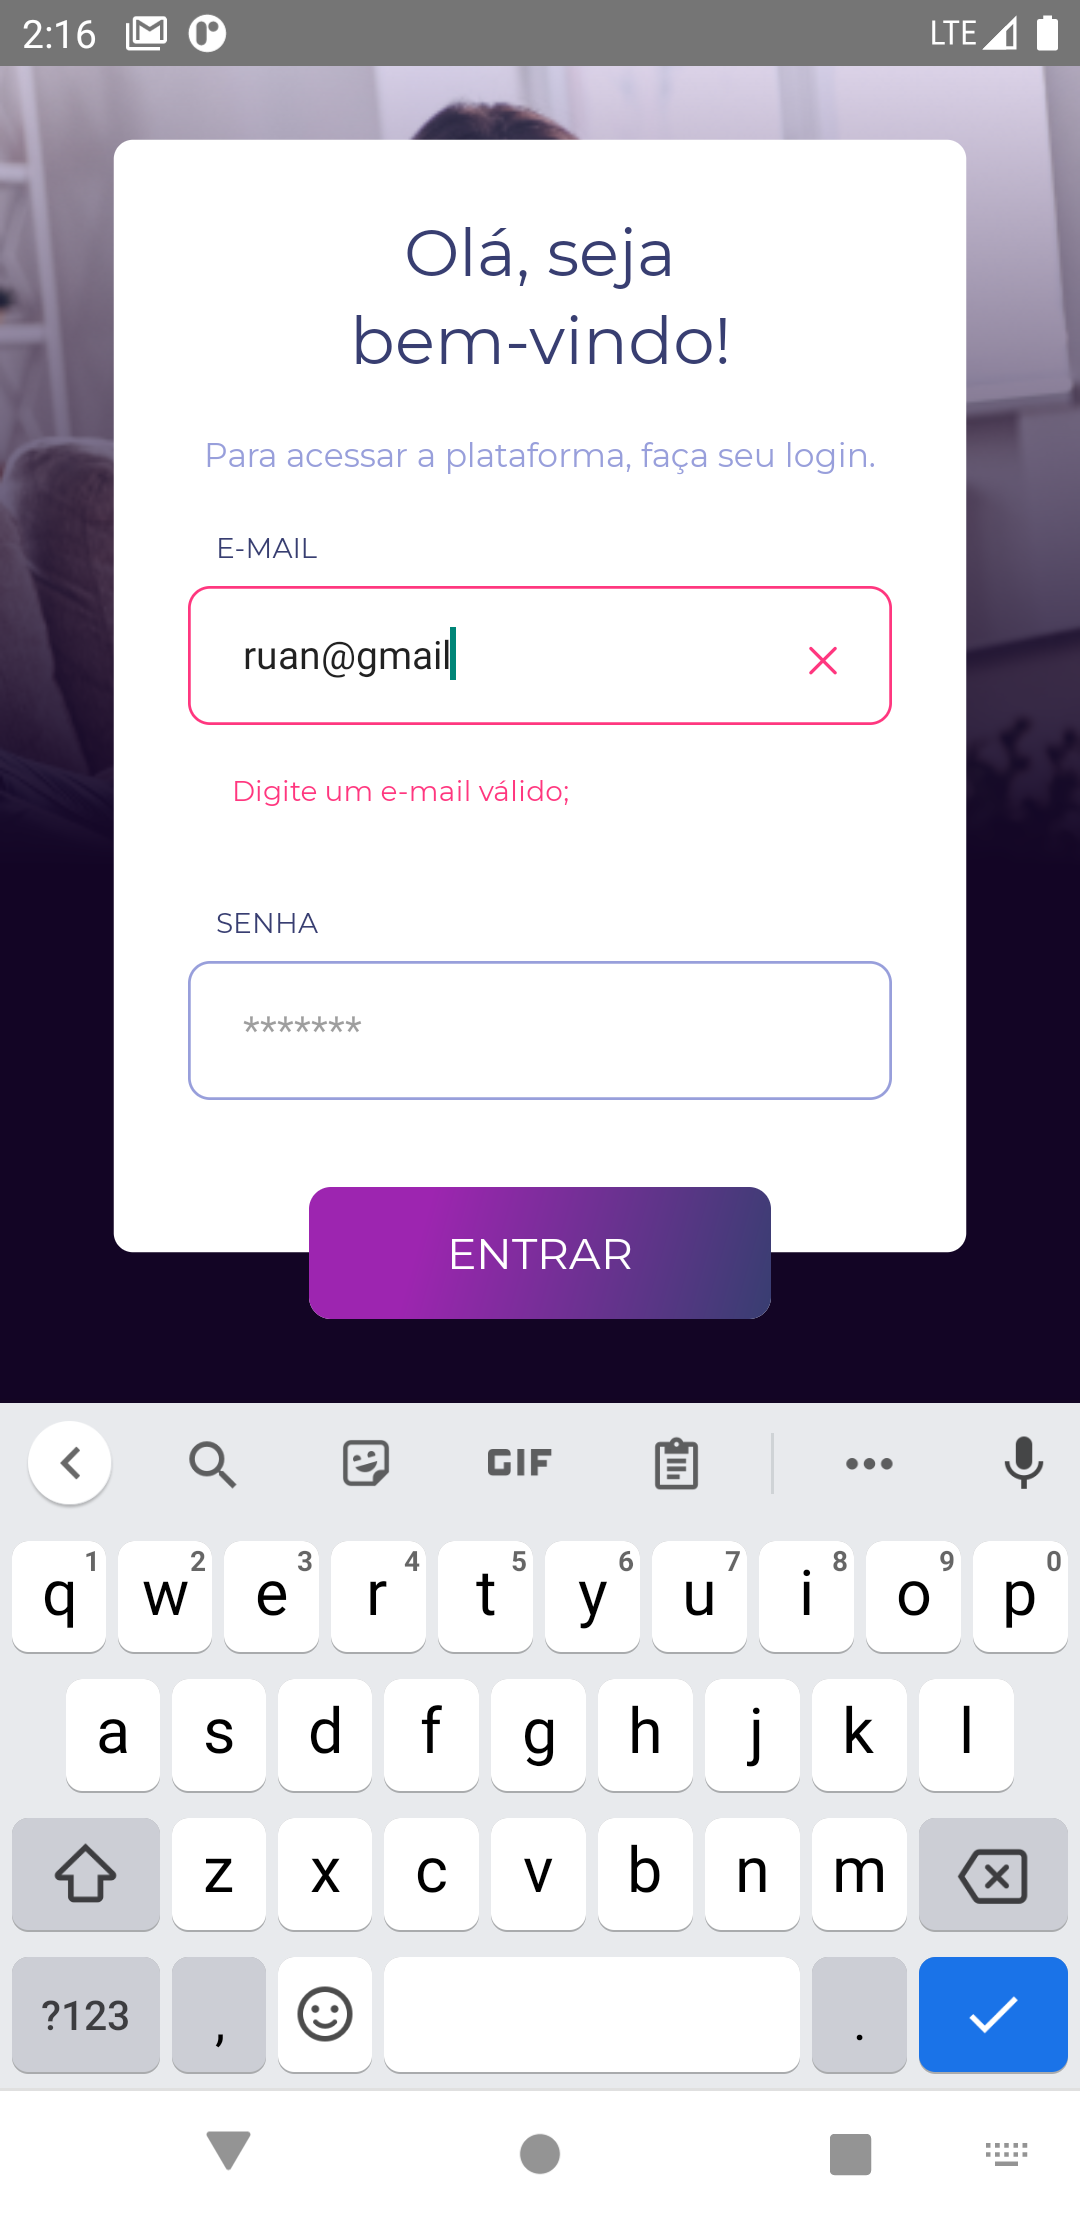 2:16 LTE
Olá, seja
bem-vindo!
Para acessar a plataforma, faça seu login.
E-MAIL
ruan@gmail
Digite um e-mail válido;
SENHA
*******
ENTRAR
GIF
1 2 3 4 5 6 7 8 9 0
q w e r t y u i o p
a s d f g h j k l
z x c v b n m
?123 , .